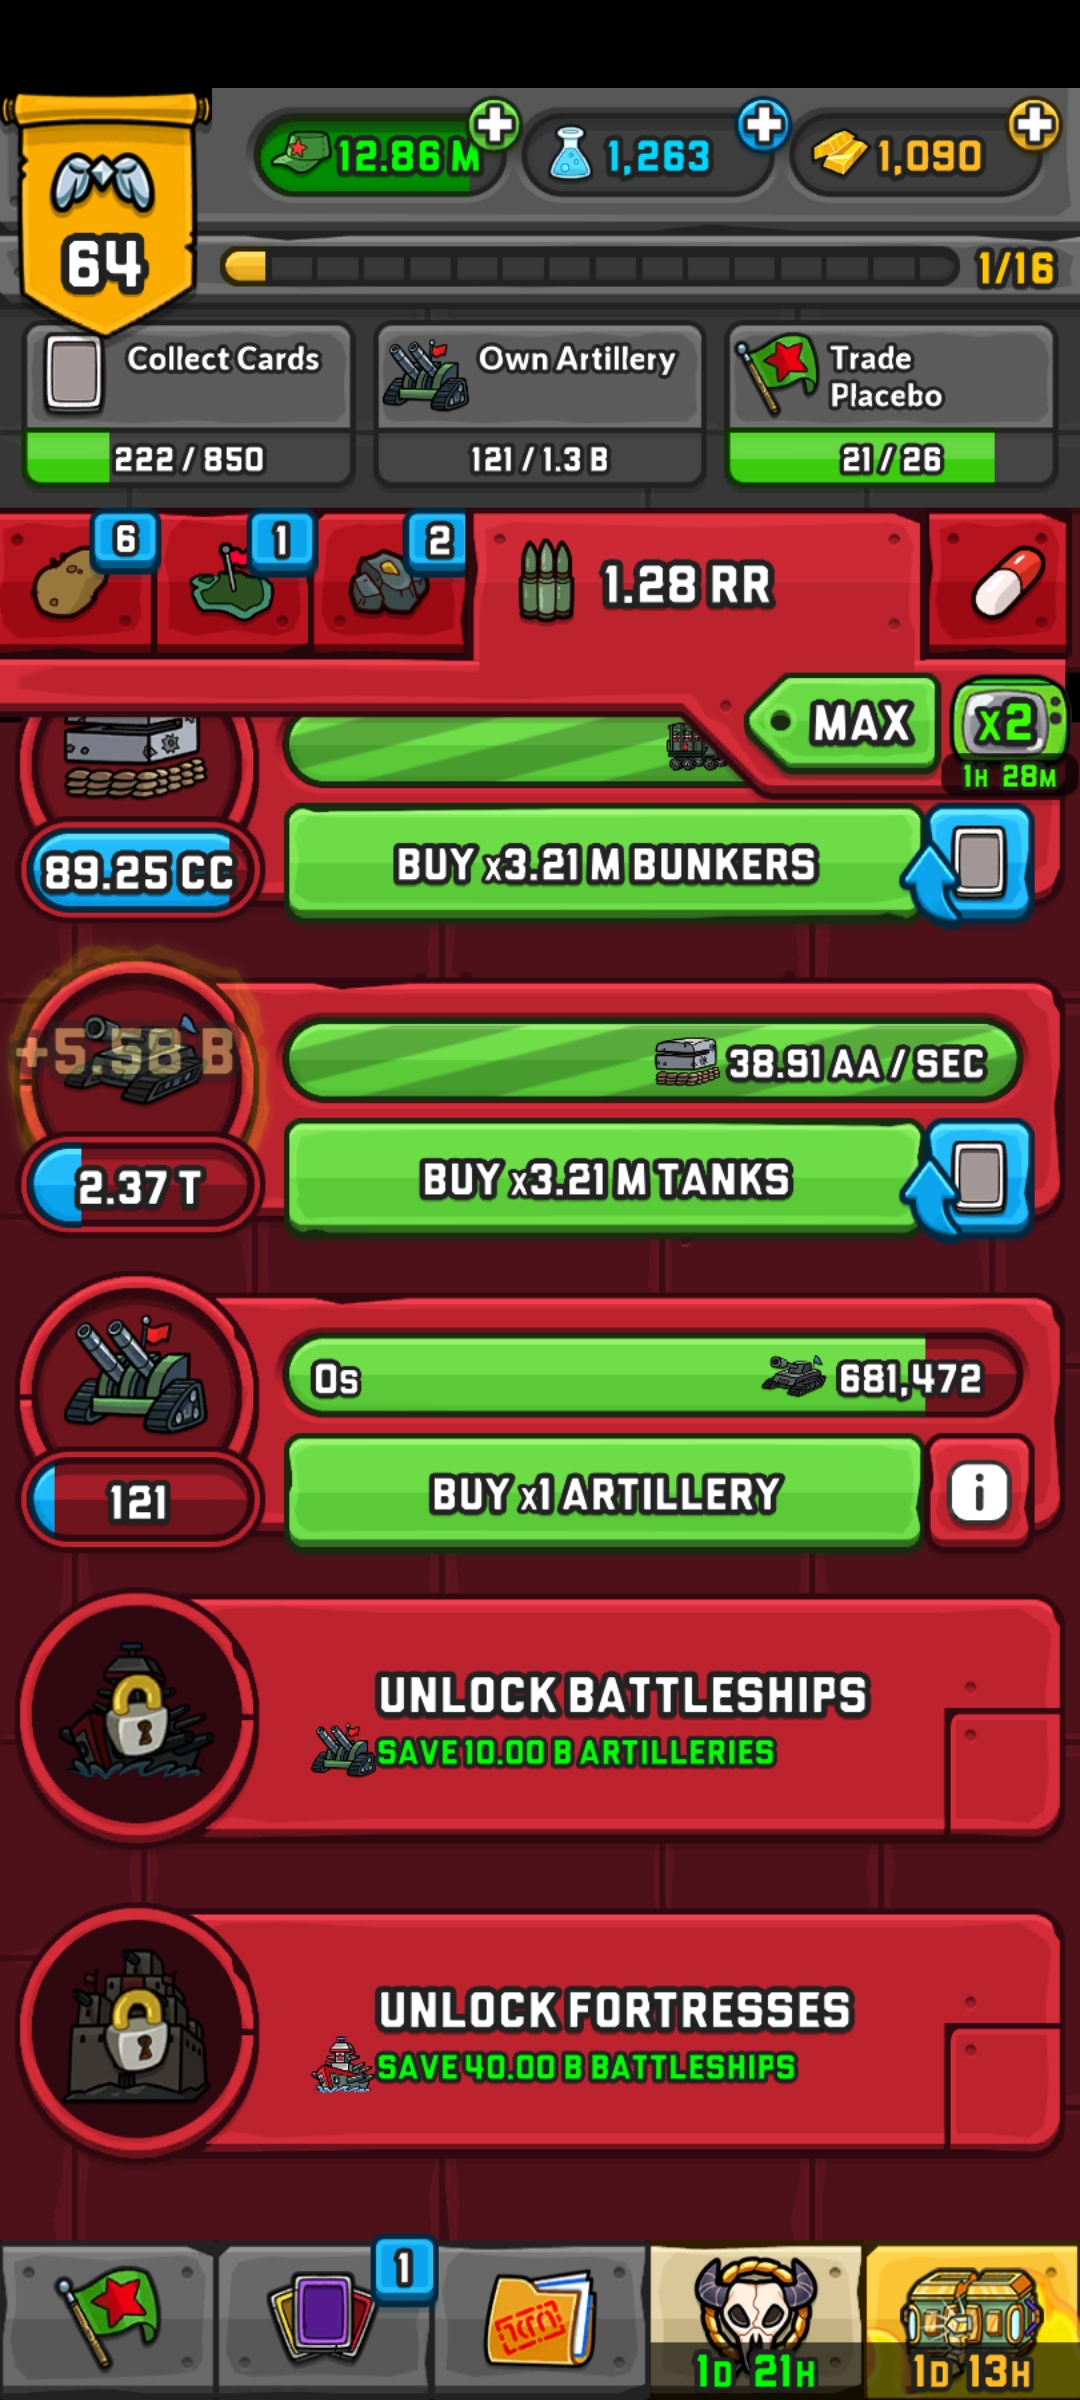 12.86 M
1,263
1,090
64
1/16
Collect Cards
222 / 850
Own Artillery
121 / 1.3 B
Trade
Placebo
21 / 26
6
1
2
1.28 RR
MAX
x2
1H 28M
89.25 CC
BUY x3.21 M BUNKERS
+5.58 B
38.91 AA / SEC
2.37 T
BUY x3.21 M TANKS
0s
681,472
121
BUY x1 ARTILLERY
i
UNLOCK BATTLESHIPS
SAVE 10.00 B ARTILLERIES
UNLOCK FORTRESSES
SAVE 40.00 B BATTLESHIPS
1
1D 21H
1D 13H